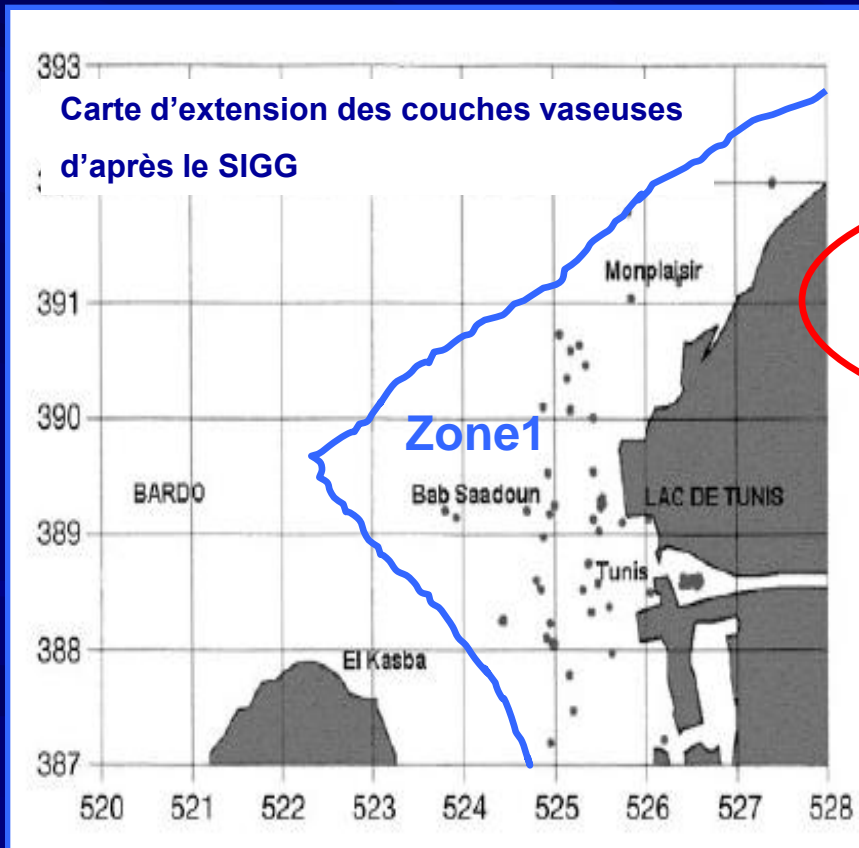 393
Carte d'extension des couches vaseuses
d'après le SIGG
Monplaisir
391
390
Zone1
BARDO
Bab Saadoun
LAC DE TUNIS
389
Tunis
388
El Kasba
387
520 521 522 523 524 525 526 527 528